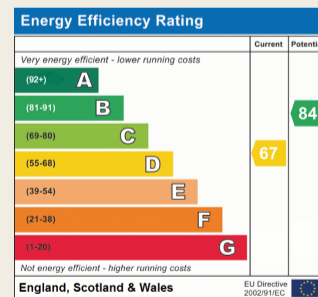 Energy Efficiency Rating
Current Potenti
Very energy efficient - lower running costs
(92+) A
(81-91) B
84
(69-80) C
(55-68) D
67
(39-54) E
(21-38) F
(1-20) G
Not energy efficient - higher running costs
England, Scotland & Wales
EU Directive
2002/91/EC